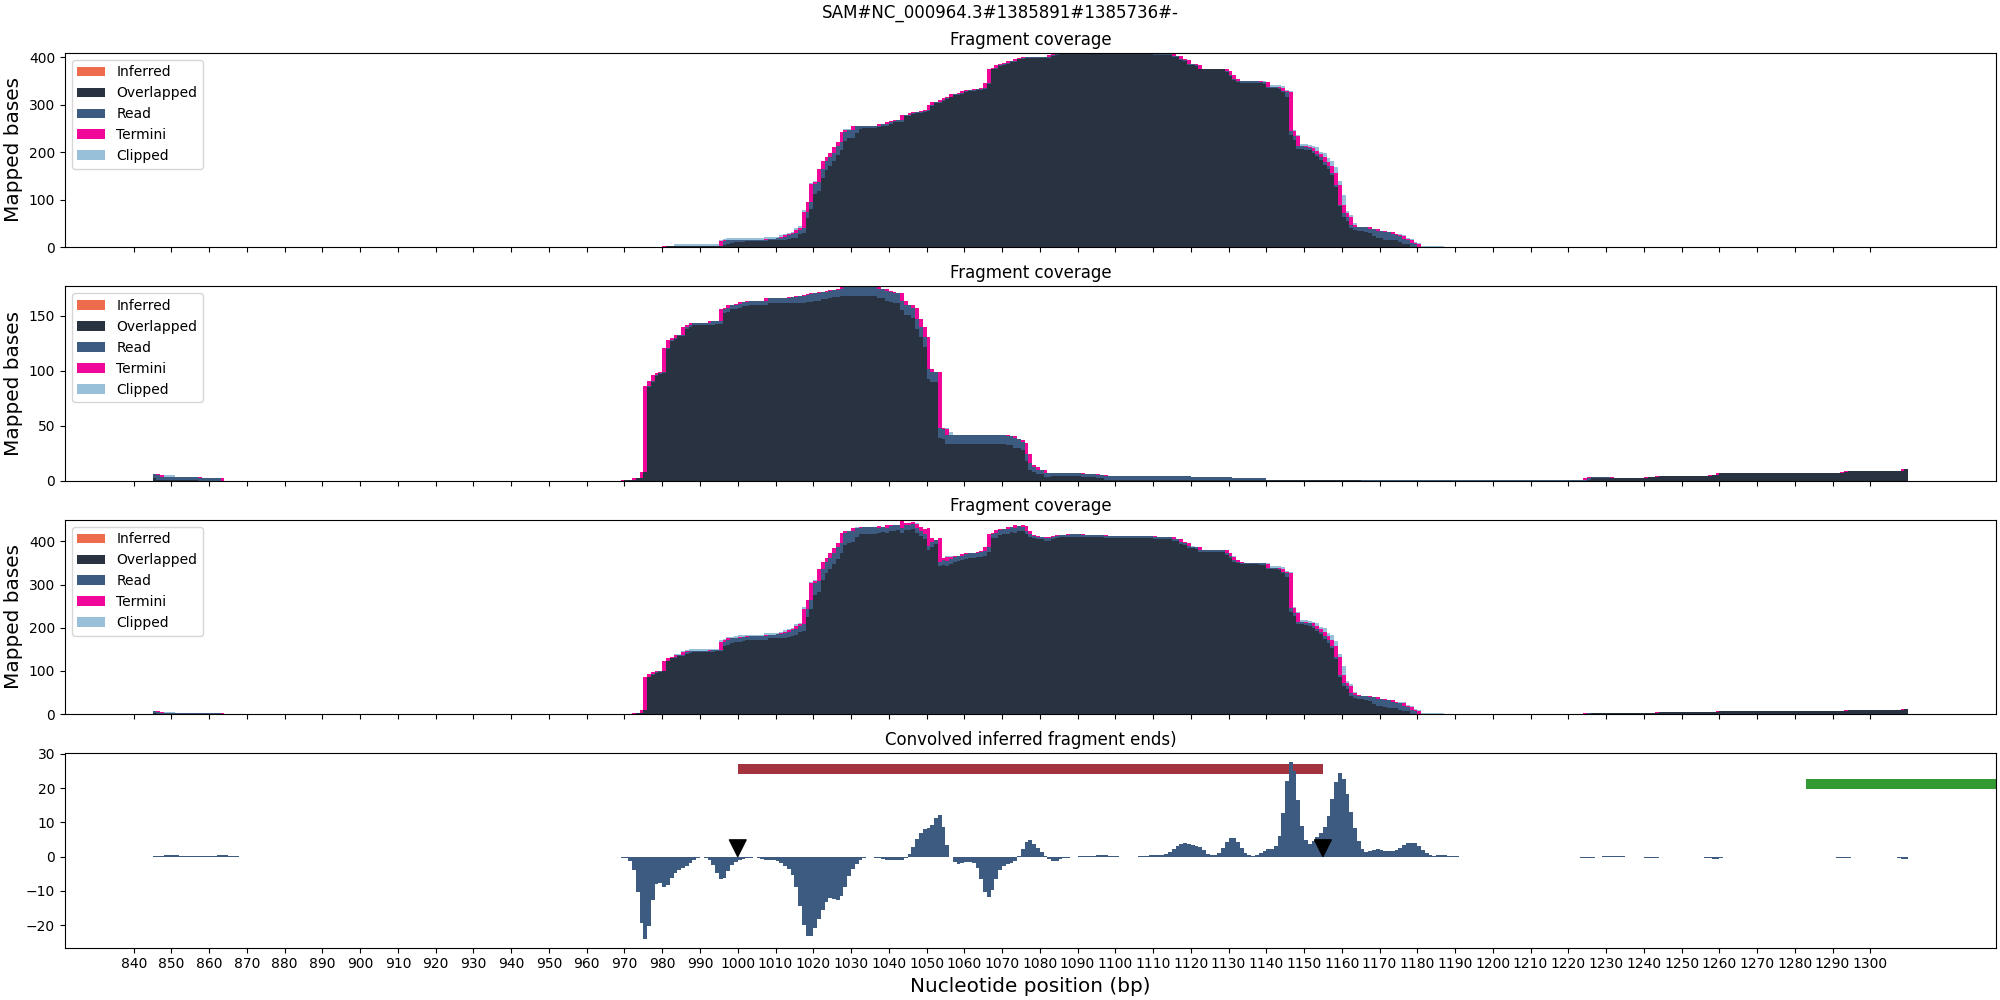 SAM#NC_000964.3#1385891#1385736#-
Fragment coverage
Mapped bases
400
300
200
100
0
Inferred
Overlapped
Read
Termini
Clipped
Fragment coverage
Mapped bases
150
100
50
0
Inferred
Overlapped
Read
Termini
Clipped
Fragment coverage
Mapped bases
400
300
200
100
0
Inferred
Overlapped
Read
Termini
Clipped
Convolved inferred fragment ends)
30
20
10
0
−10
−20
840 850 860 870 880 890 900 910 920 930 940 950 960 970 980 990 1000 1010 1020 1030 1040 1050 1060 1070 1080 1090 1100 1110 1120 1130 1140 1150 1160 1170 1180 1190 1200 1210 1220 1230 1240 1250 1260 1270 1280 1290 1300
Nucleotide position (bp)